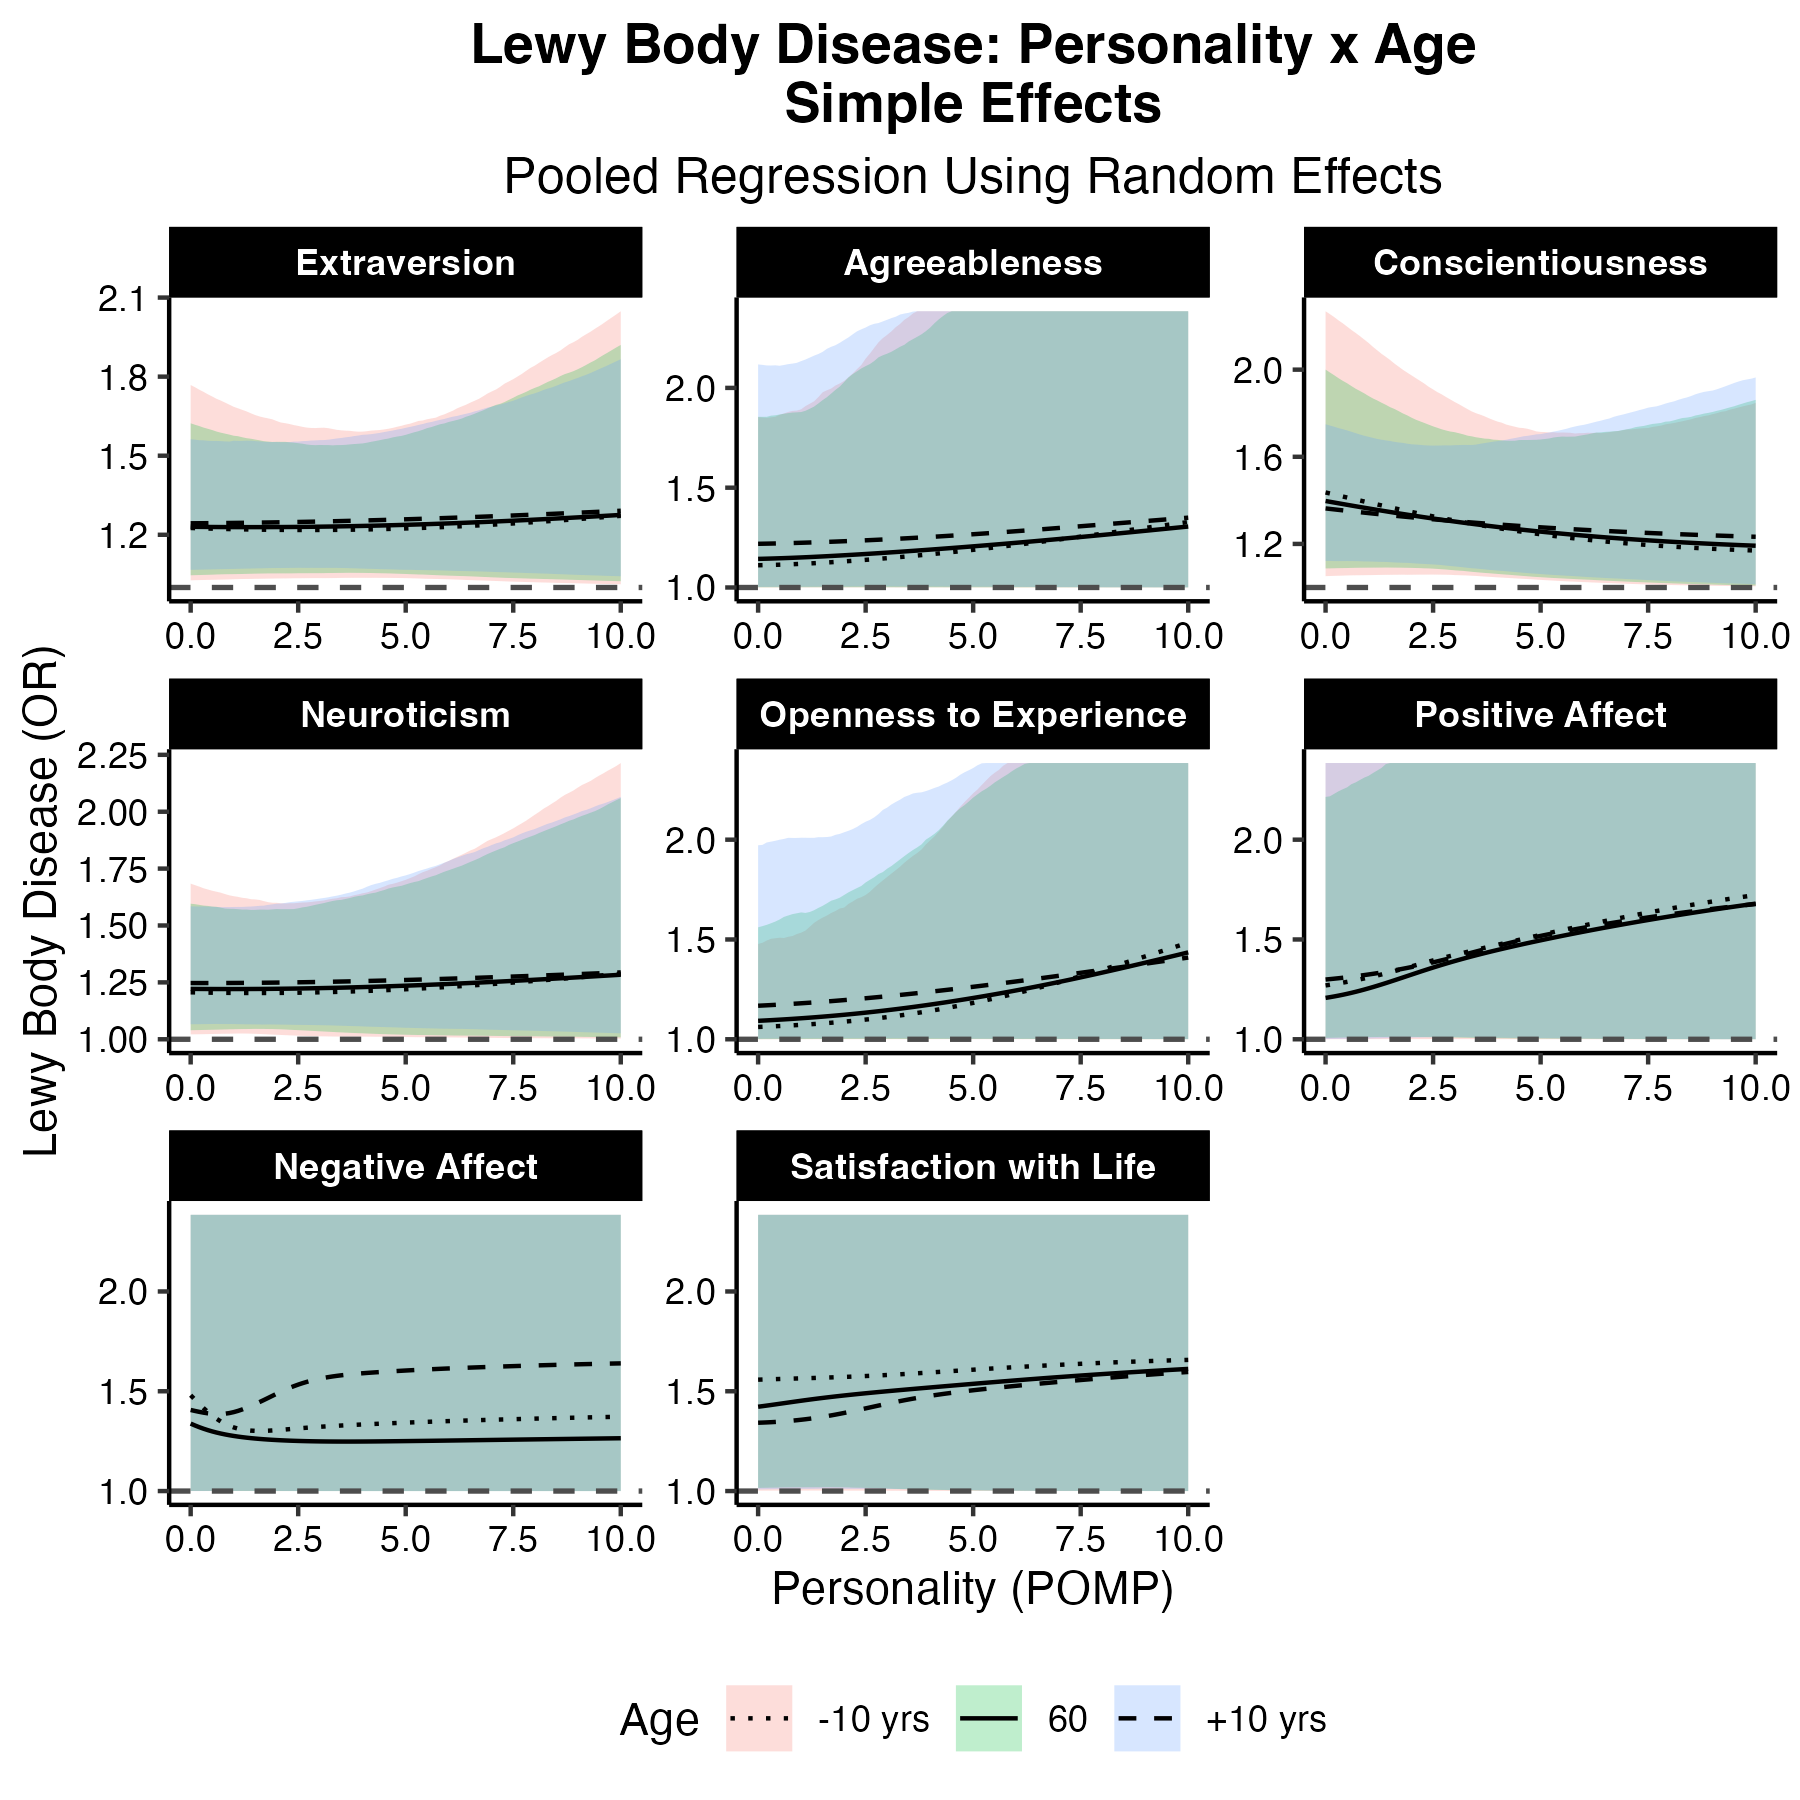 Lewy Body Disease: Personality x Age
Simple Effects
Pooled Regression Using Random Effects
Extraversion
Agreeableness
Conscientiousness
2.1
1.8
1.5
1.2
2.0
1.5
1.0
2.0
1.6
1.2
0.0 2.5 5.0 7.5 10.0
0.0 2.5 5.0 7.5 10.0
0.0 2.5 5.0 7.5 10.0
Neuroticism
Openness to Experience
Positive Affect
2.25
2.00
1.75
1.50
1.25
1.00
2.0
1.5
1.0
2.0
1.5
1.0
0.0 2.5 5.0 7.5 10.0
0.0 2.5 5.0 7.5 10.0
0.0 2.5 5.0 7.5 10.0
Negative Affect
Satisfaction with Life
2.0
1.5
1.0
2.0
1.5
1.0
0.0 2.5 5.0 7.5 10.0
0.0 2.5 5.0 7.5 10.0
Lewy Body Disease (OR)
Personality (POMP)
Age -10 yrs 60 +10 yrs